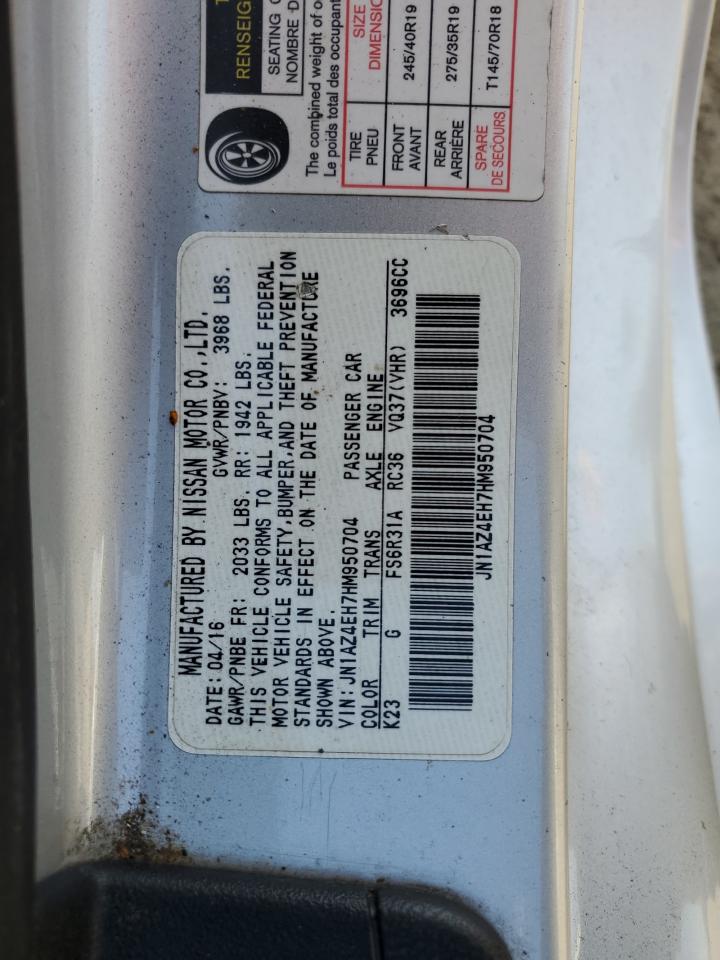 RENSEIG
SEATING C
NOMBRE D
The combined weight of o
Le poids total des occupant
TIRE SIZE
PNEU DIMENSIO
FRONT 245/40R19
AVANT
REAR 275/35R19
ARRIÈRE
SPARE T145/70R18
DE SECOURS
MANUFACTURED BY NISSAN MOTOR CO.,LTD.
DATE: 04/16 GVWR/PNBV: 3968 LBS.
GAWR/PNBE FR: 2033 LBS. RR: 1942 LBS.
THIS VEHICLE CONFORMS TO ALL APPLICABLE FEDERAL
MOTOR VEHICLE SAFETY,BUMPER,AND THEFT PREVENTION
STANDARDS IN EFFECT ON THE DATE OF MANUFACTURE
SHOWN ABOVE.
VIN:JN1AZ4EH7HM950704 PASSENGER CAR
COLOR TRIM TRANS AXLE ENGINE
K23 G FS6R31A RC36 VQ37(VHR) 3696CC
JN1AZ4EH7HM950704